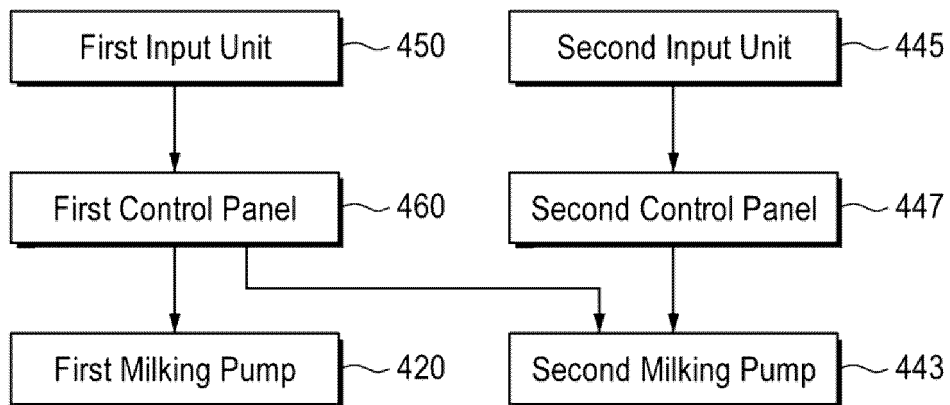 First Input Unit 450
Second Input Unit 445
First Control Panel 460
Second Control Panel 447
First Milking Pump 420
Second Milking Pump 443